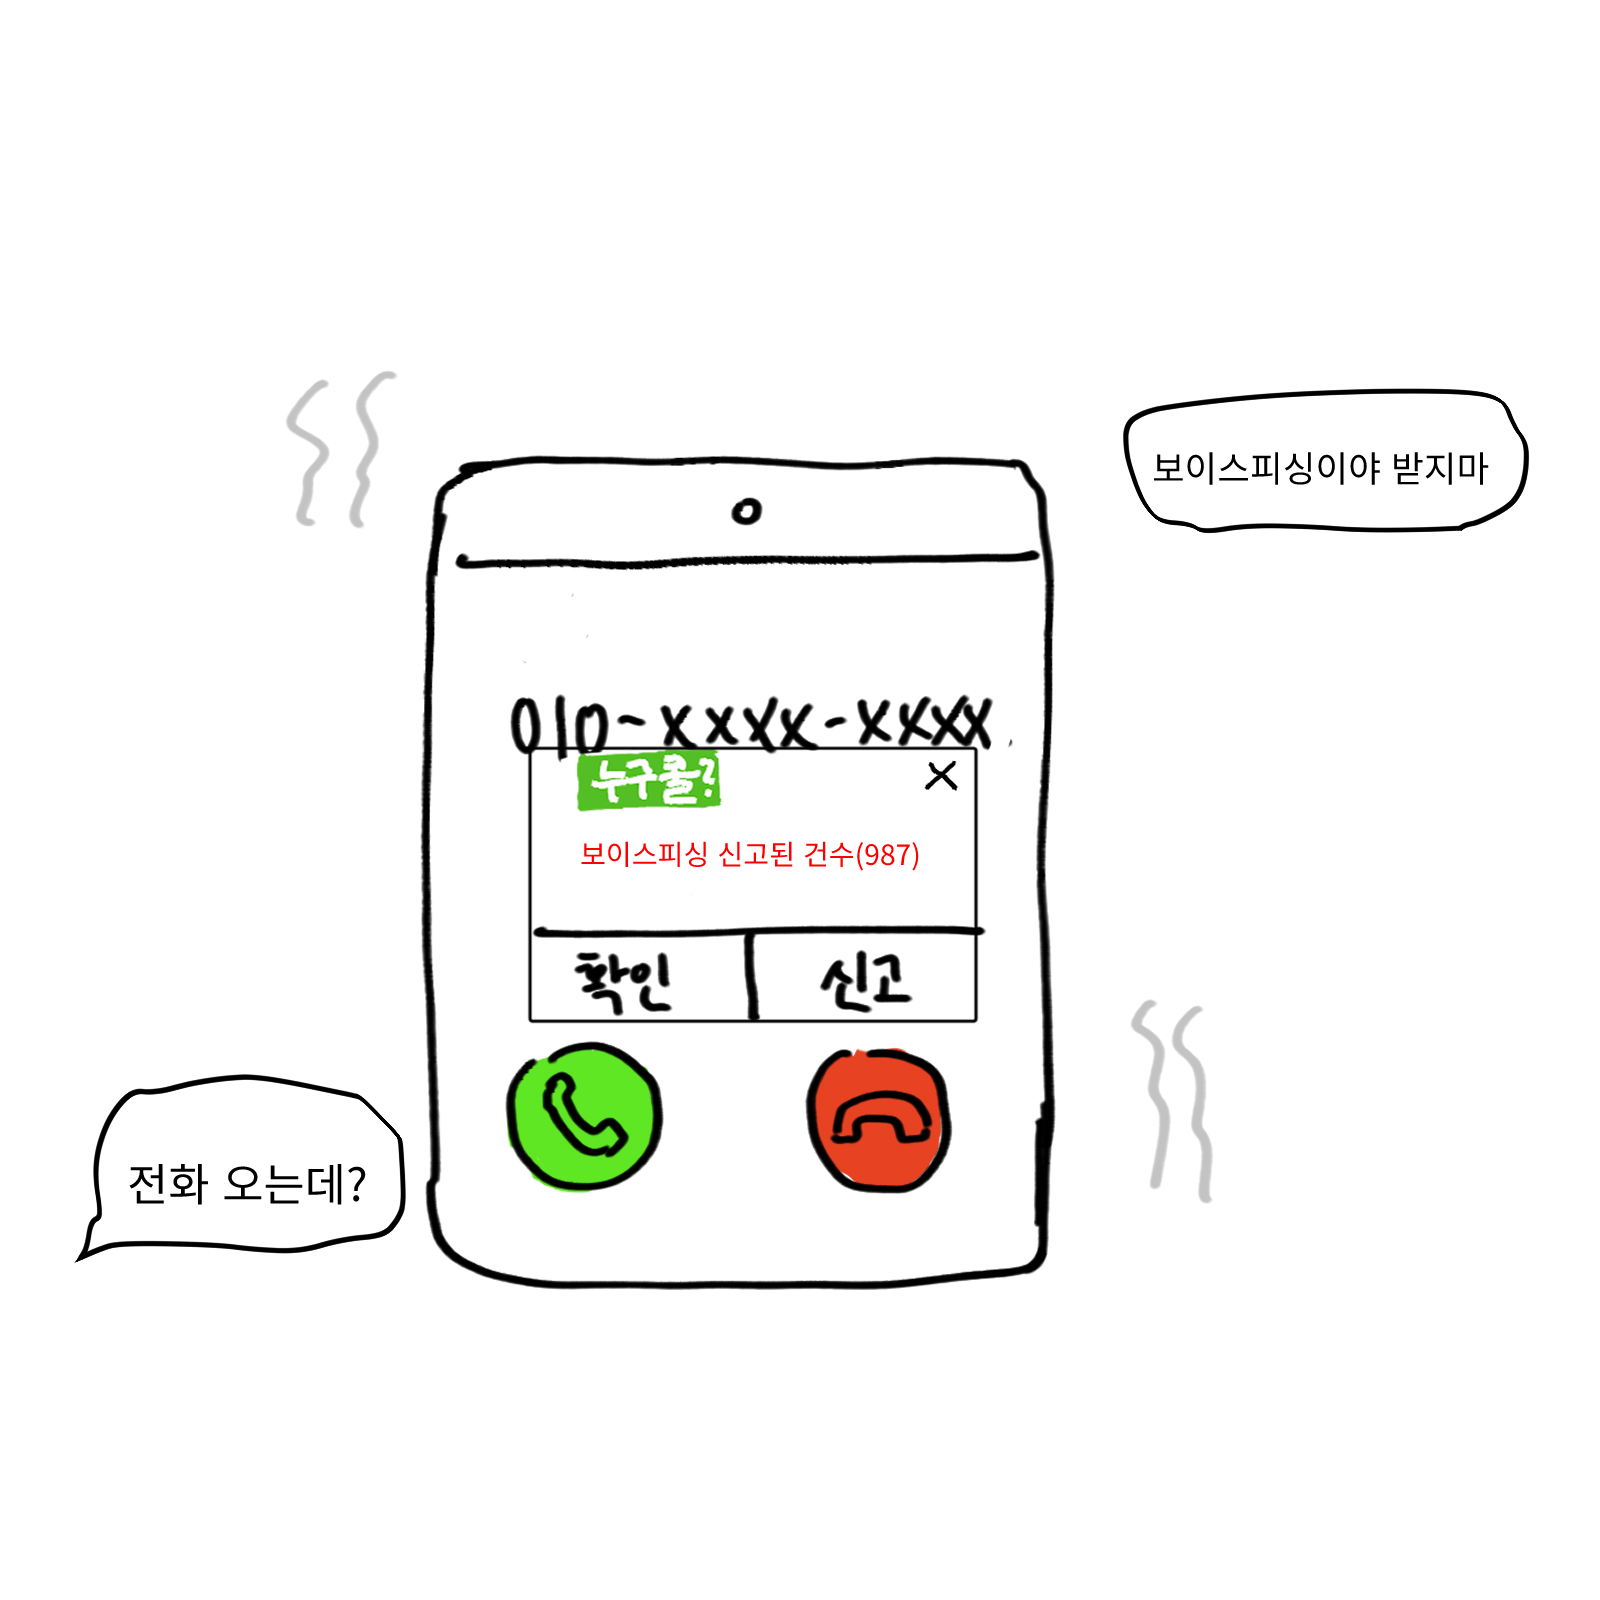 보이스피싱이야 받지마
010-xxxx-xxxx
누구콜?
X
보이스피싱 신고된 건수(987)
확인
신고
전화 오는데?